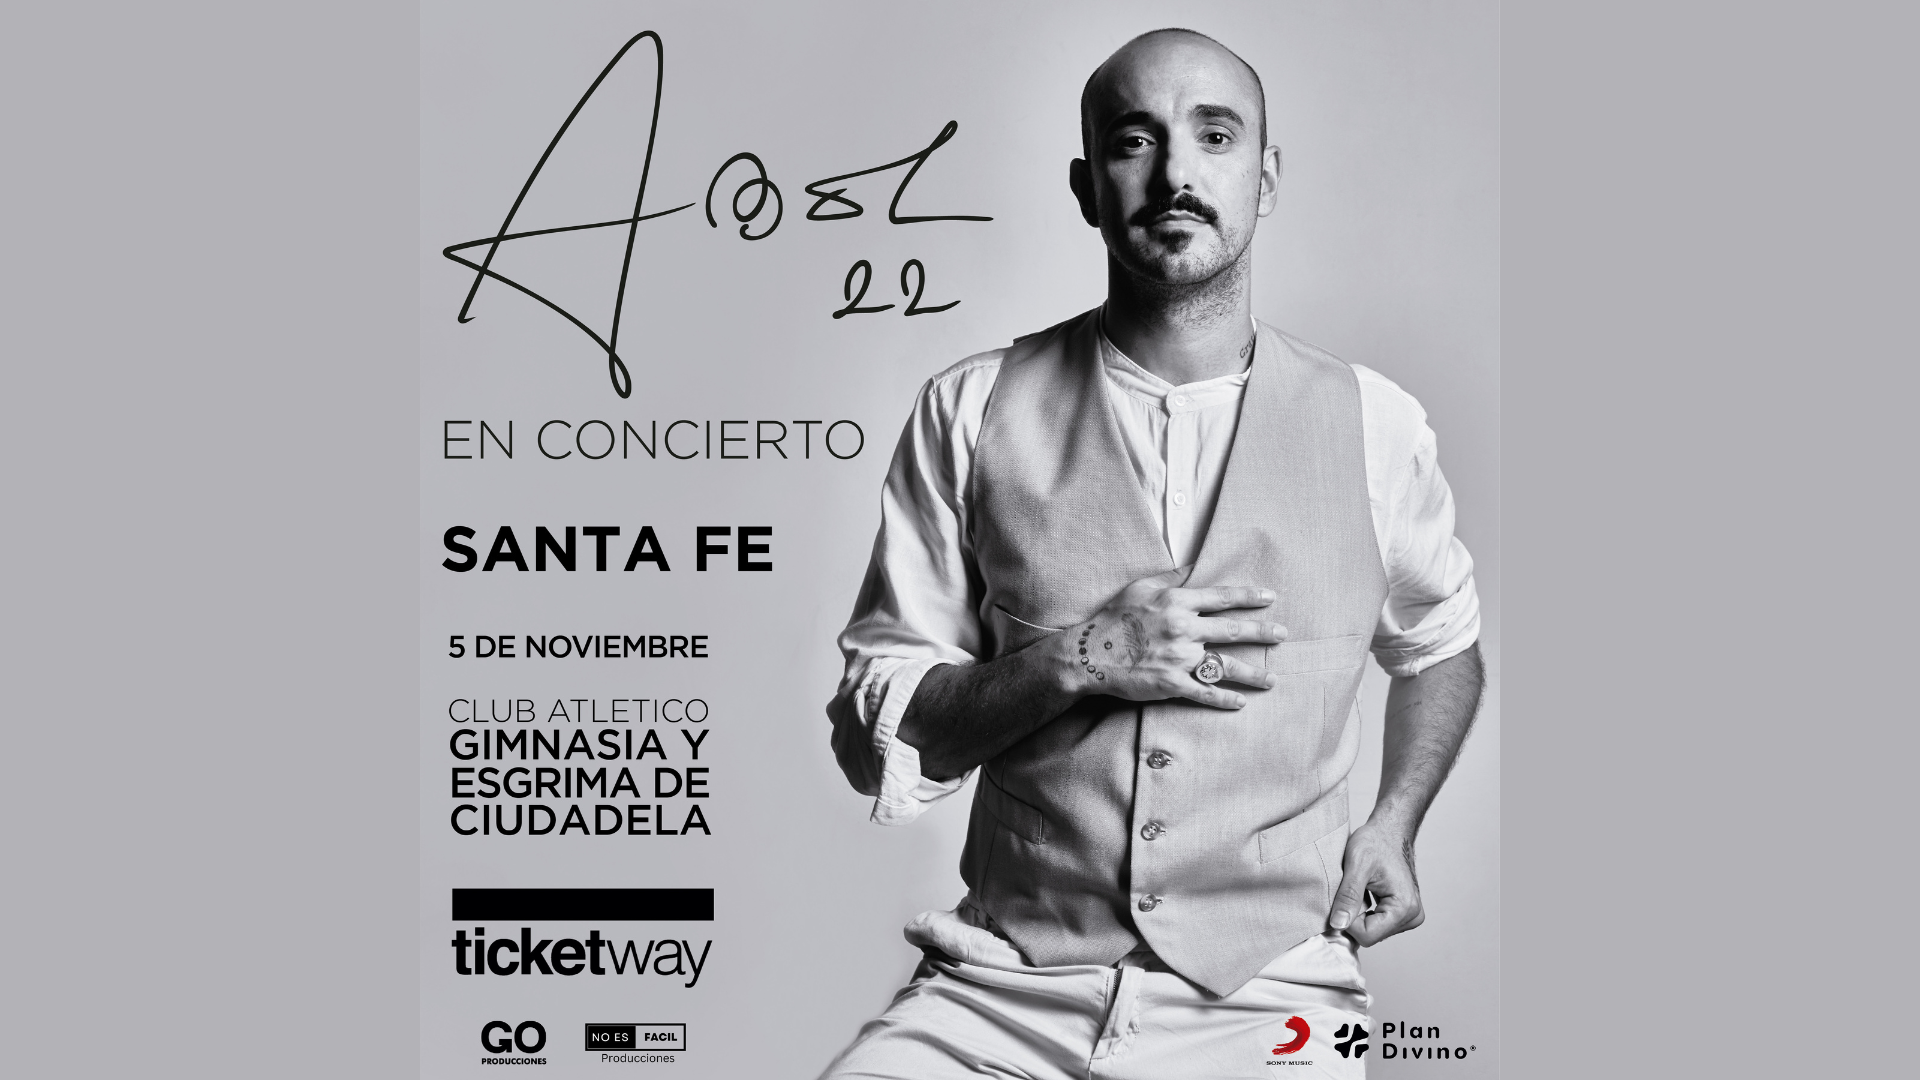 Abel
22
EN CONCIERTO
SANTA FE
5 DE NOVIEMBRE
CLUB ATLETICO
GIMNASIA Y
ESGRIMA DE
CIUDADELA
ticketway
GO
PRODUCCIONES
NO ES FACIL
Producciones
SONY MUSIC
Plan
Divino®